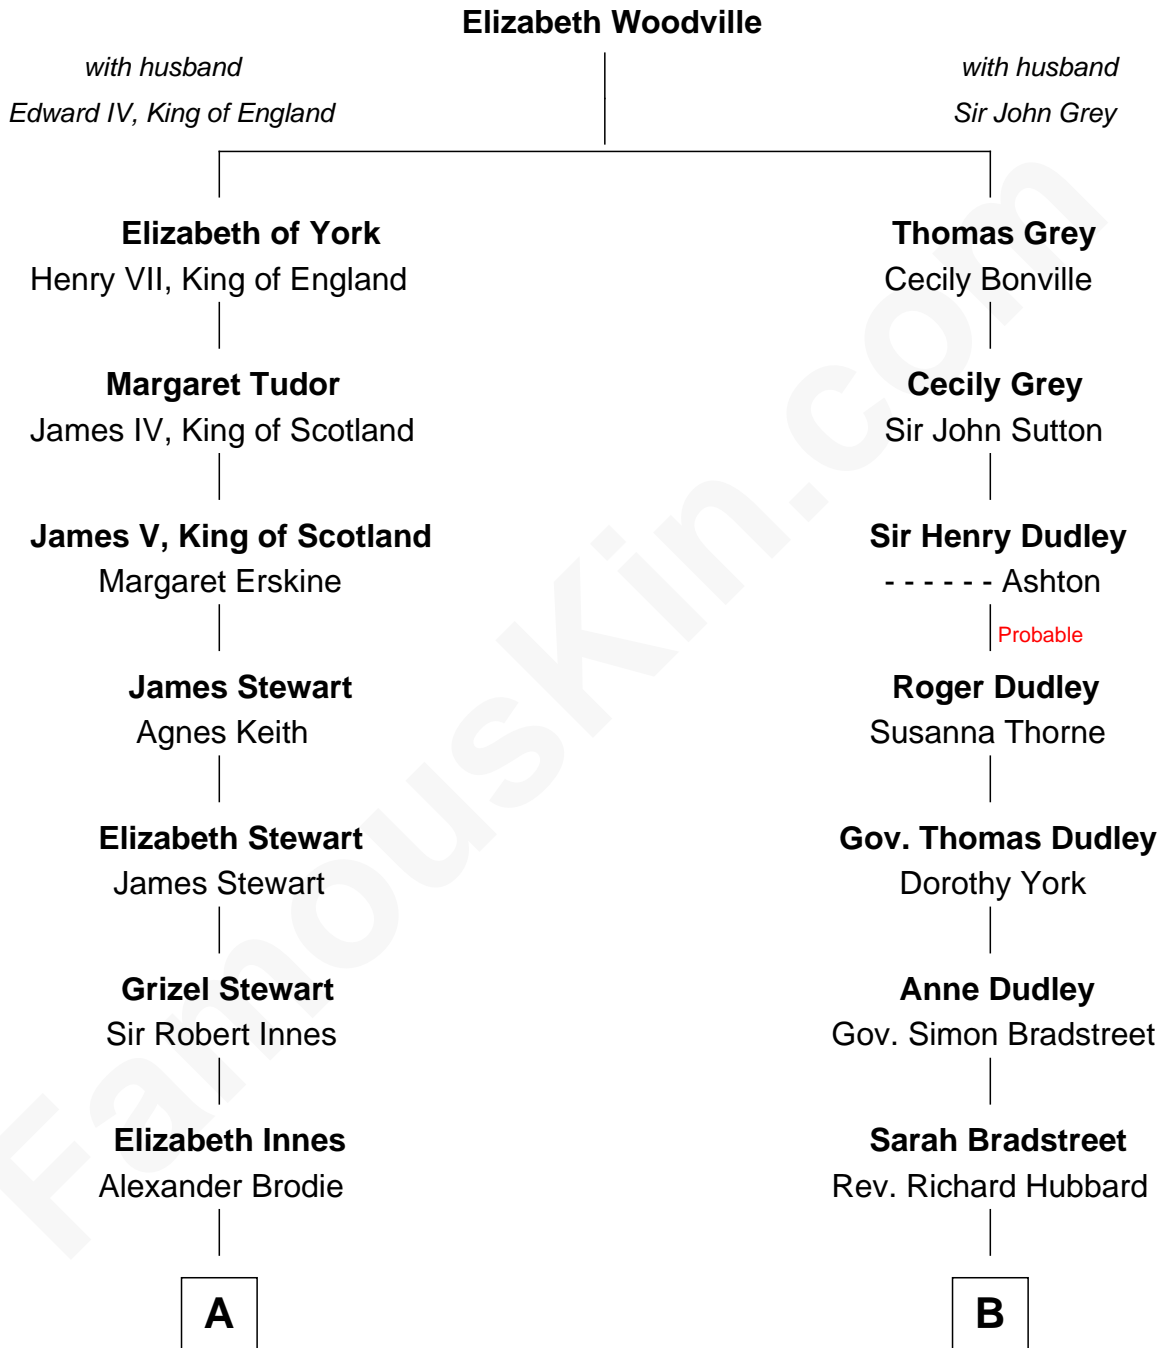 Elizabeth Woodville
with husband
Edward IV, King of England
with husband
Sir John Grey
Elizabeth of York
Henry VII, King of England
Thomas Grey
Cecily Bonville
Margaret Tudor
James IV, King of Scotland
Cecily Grey
Sir John Sutton
James V, King of Scotland
Margaret Erskine
Sir Henry Dudley
- - - - - - Ashton
Probable
James Stewart
Agnes Keith
Roger Dudley
Susanna Thorne
Elizabeth Stewart
James Stewart
Gov. Thomas Dudley
Dorothy York
Grizel Stewart
Sir Robert Innes
Anne Dudley
Gov. Simon Bradstreet
Elizabeth Innes
Alexander Brodie
Sarah Bradstreet
Rev. Richard Hubbard
A
B
FamousKin.com